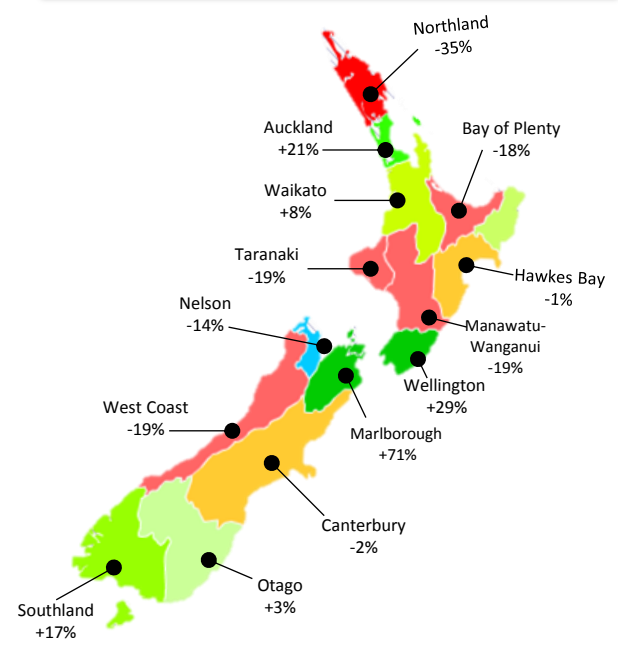 Northland
-35%
Auckland
+21%
Bay of Plenty
-18%
Waikato
+8%
Taranaki
-19%
Hawkes Bay
-1%
Nelson
-14%
Manawatu-
Wanganui
-19%
Wellington
+29%
West Coast
-19%
Marlborough
+71%
Canterbury
-2%
Otago
+3%
Southland
+17%